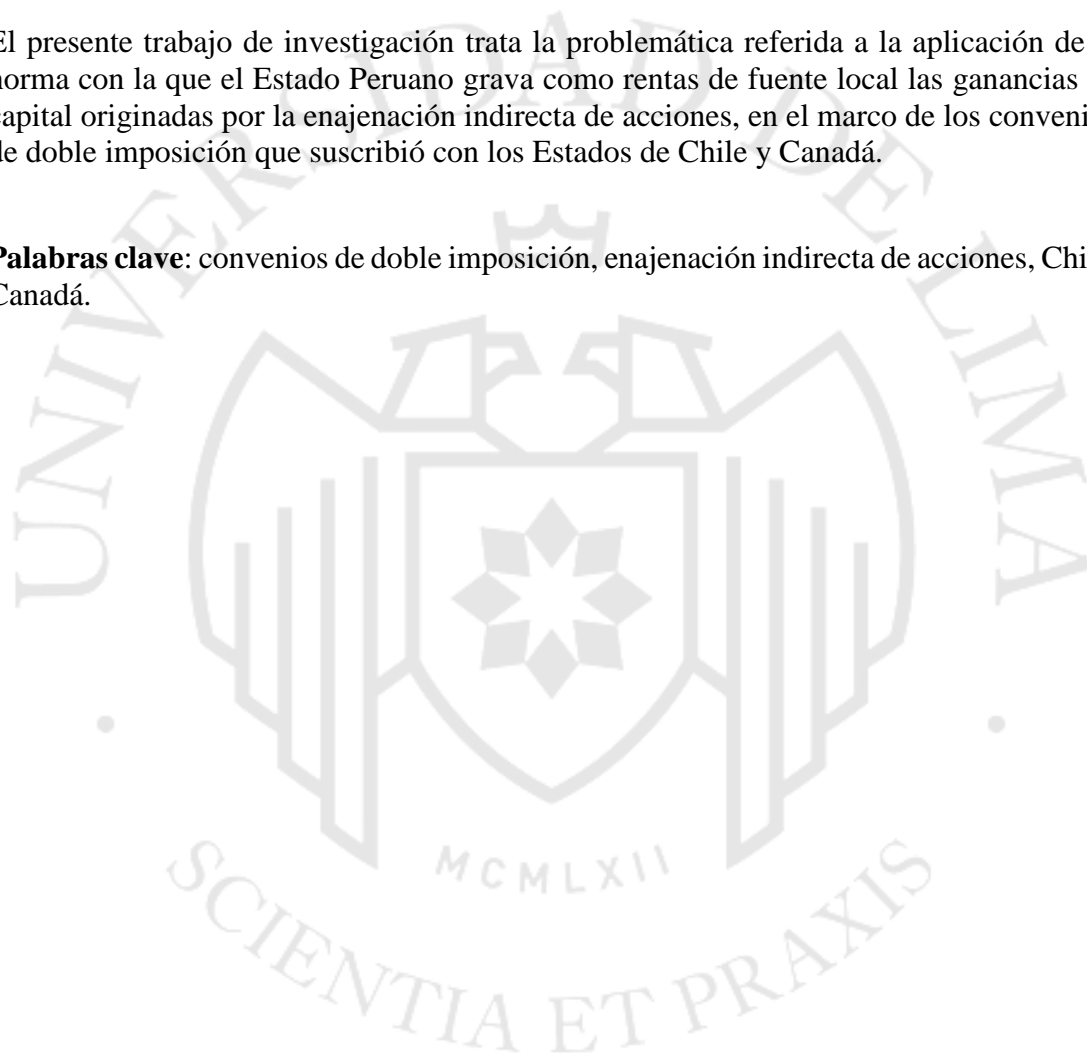 El presente trabajo de investigación trata la problemática referida a la aplicación de
norma con la que el Estado Peruano grava como rentas de fuente local las ganancias
capital originadas por la enajenación indirecta de acciones, en el marco de los conveni
de doble imposición que suscribió con los Estados de Chile y Canadá.
Palabras clave: convenios de doble imposición, enajenación indirecta de acciones, Chi
Canadá.
UNIVERSIDAD DE LIMA
MCMLXII
SCIENTIA ET PRAXIS